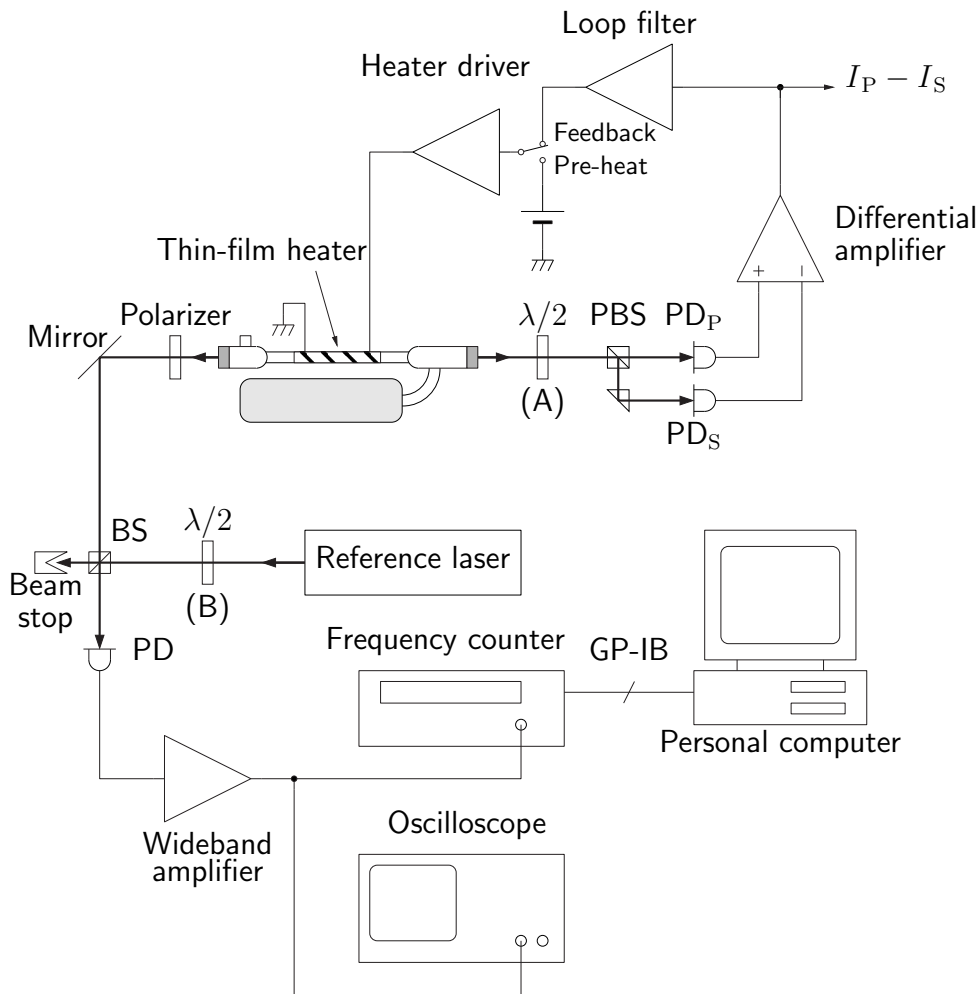 Loop filter
Heater driver
I_P − I_S
Feedback
Pre-heat
Differential
amplifier
+
−
Thin-film heater
λ/2
PBS
PD_P
Polarizer
Mirror
(A)
PD_S
BS
λ/2
Reference laser
Beam
stop
(B)
PD
Frequency counter
GP-IB
Personal computer
Wideband
amplifier
Oscilloscope